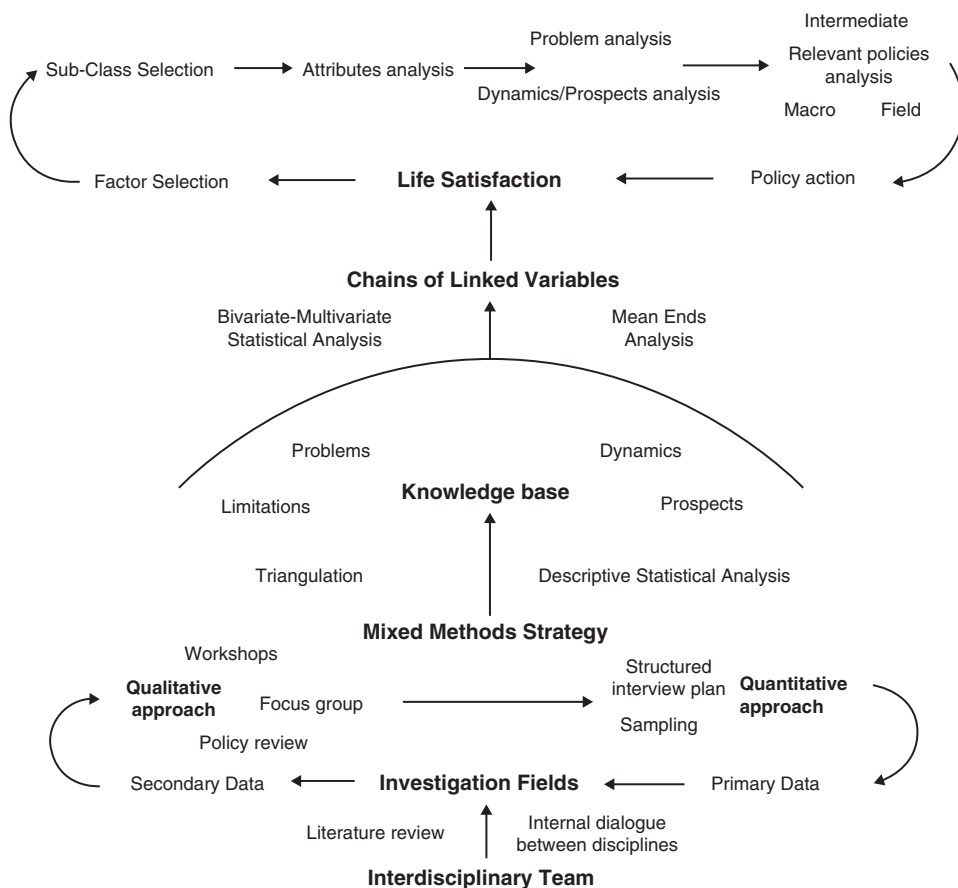 Intermediate
Problem analysis
Sub-Class Selection
Attributes analysis
Relevant policies
analysis
Dynamics/Prospects analysis
Macro
Field
Factor Selection
Life Satisfaction
Policy action
Chains of Linked Variables
Bivariate-Multivariate
Statistical Analysis
Mean Ends
Analysis
Problems
Dynamics
Knowledge base
Limitations
Prospects
Triangulation
Descriptive Statistical Analysis
Mixed Methods Strategy
Workshops
Qualitative
approach
Focus group
Structured
interview plan
Quantitative
approach
Sampling
Policy review
Secondary Data
Investigation Fields
Primary Data
Literature review
Internal dialogue
between disciplines
Interdisciplinary Team